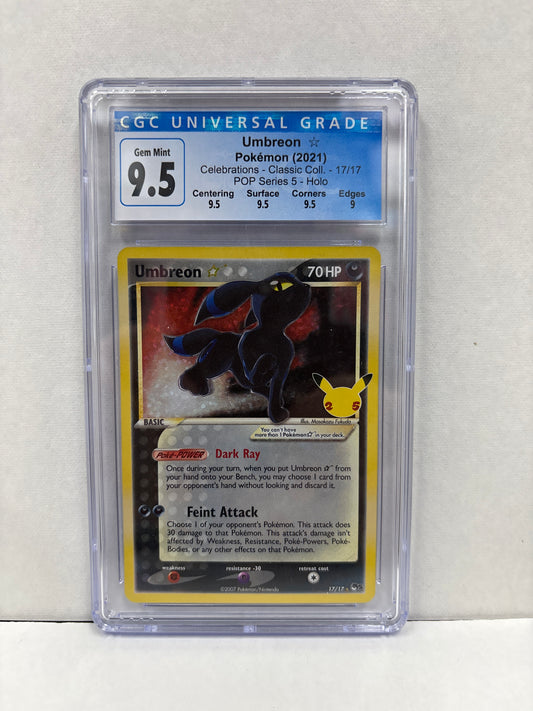 CGC UNIVERSAL GRADE
Gem Mint
9.5
Umbreon ☆
Pokémon (2021)
Celebrations - Classic Coll. - 17/17
POP Series 5 - Holo
Centering Surface Corners Edges
9.5 9.5 9.5 9
Umbreon ☆ 70 HP
25
BASIC
Illus. Masakazu Fukuda
You can't have
more than 1 Pokémon☆ in your deck.
Poké-POWER Dark Ray
Once during your turn, when you put Umbreon ☆ from
your hand onto your Bench, you may choose 1 card from
your opponent's hand without looking and discard it.
Feint Attack
Choose 1 of your opponent's Pokémon. This attack does
30 damage to that Pokémon. This attack's damage isn't
affected by Weakness, Resistance, Poké-Powers, Poké-
Bodies, or any other effects on that Pokémon.
weakness resistance -30 retreat cost
©2007 Pokémon/Nintendo 17/17